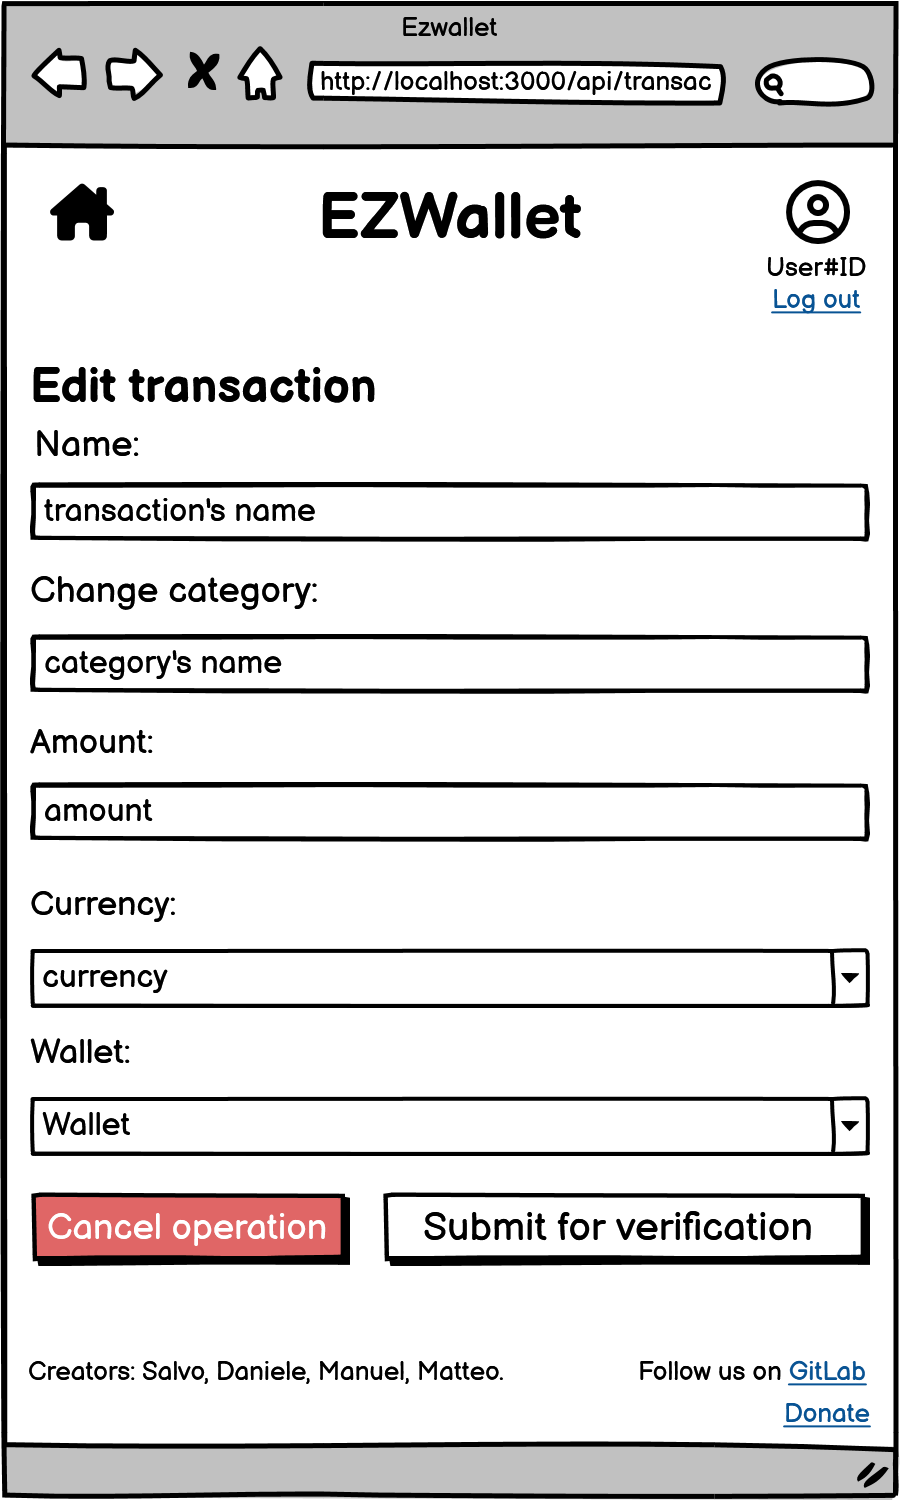 Ezwallet
http://localhost:3000/api/transac
EZWallet
User#ID
Log out
Edit transaction
Name:
transaction's name
Change category:
category's name
Amount:
amount
Currency:
currency
Wallet:
Wallet
Cancel operation
Submit for verification
Creators: Salvo, Daniele, Manuel, Matteo.
Follow us on GitLab
Donate